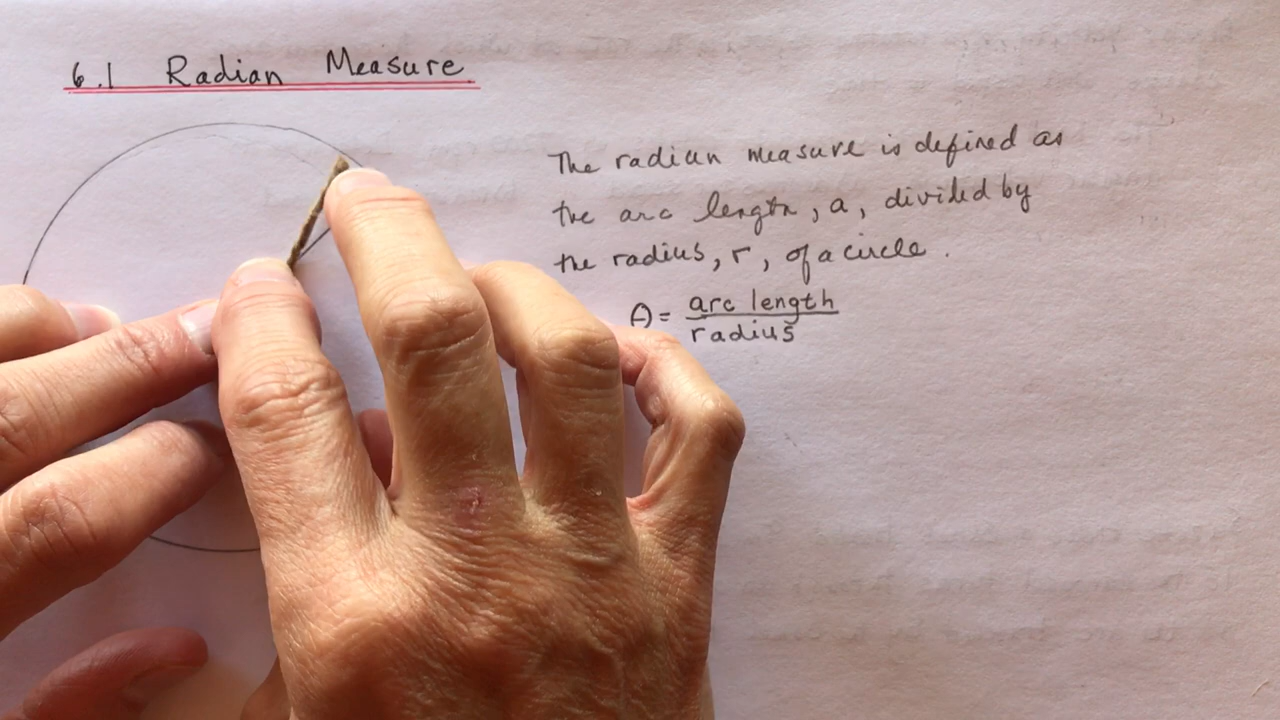 6.1 Radian Measure
The radian measure is defined as
the arc length, a, divided by
the radius, r, of a circle.
θ = arc length
radius